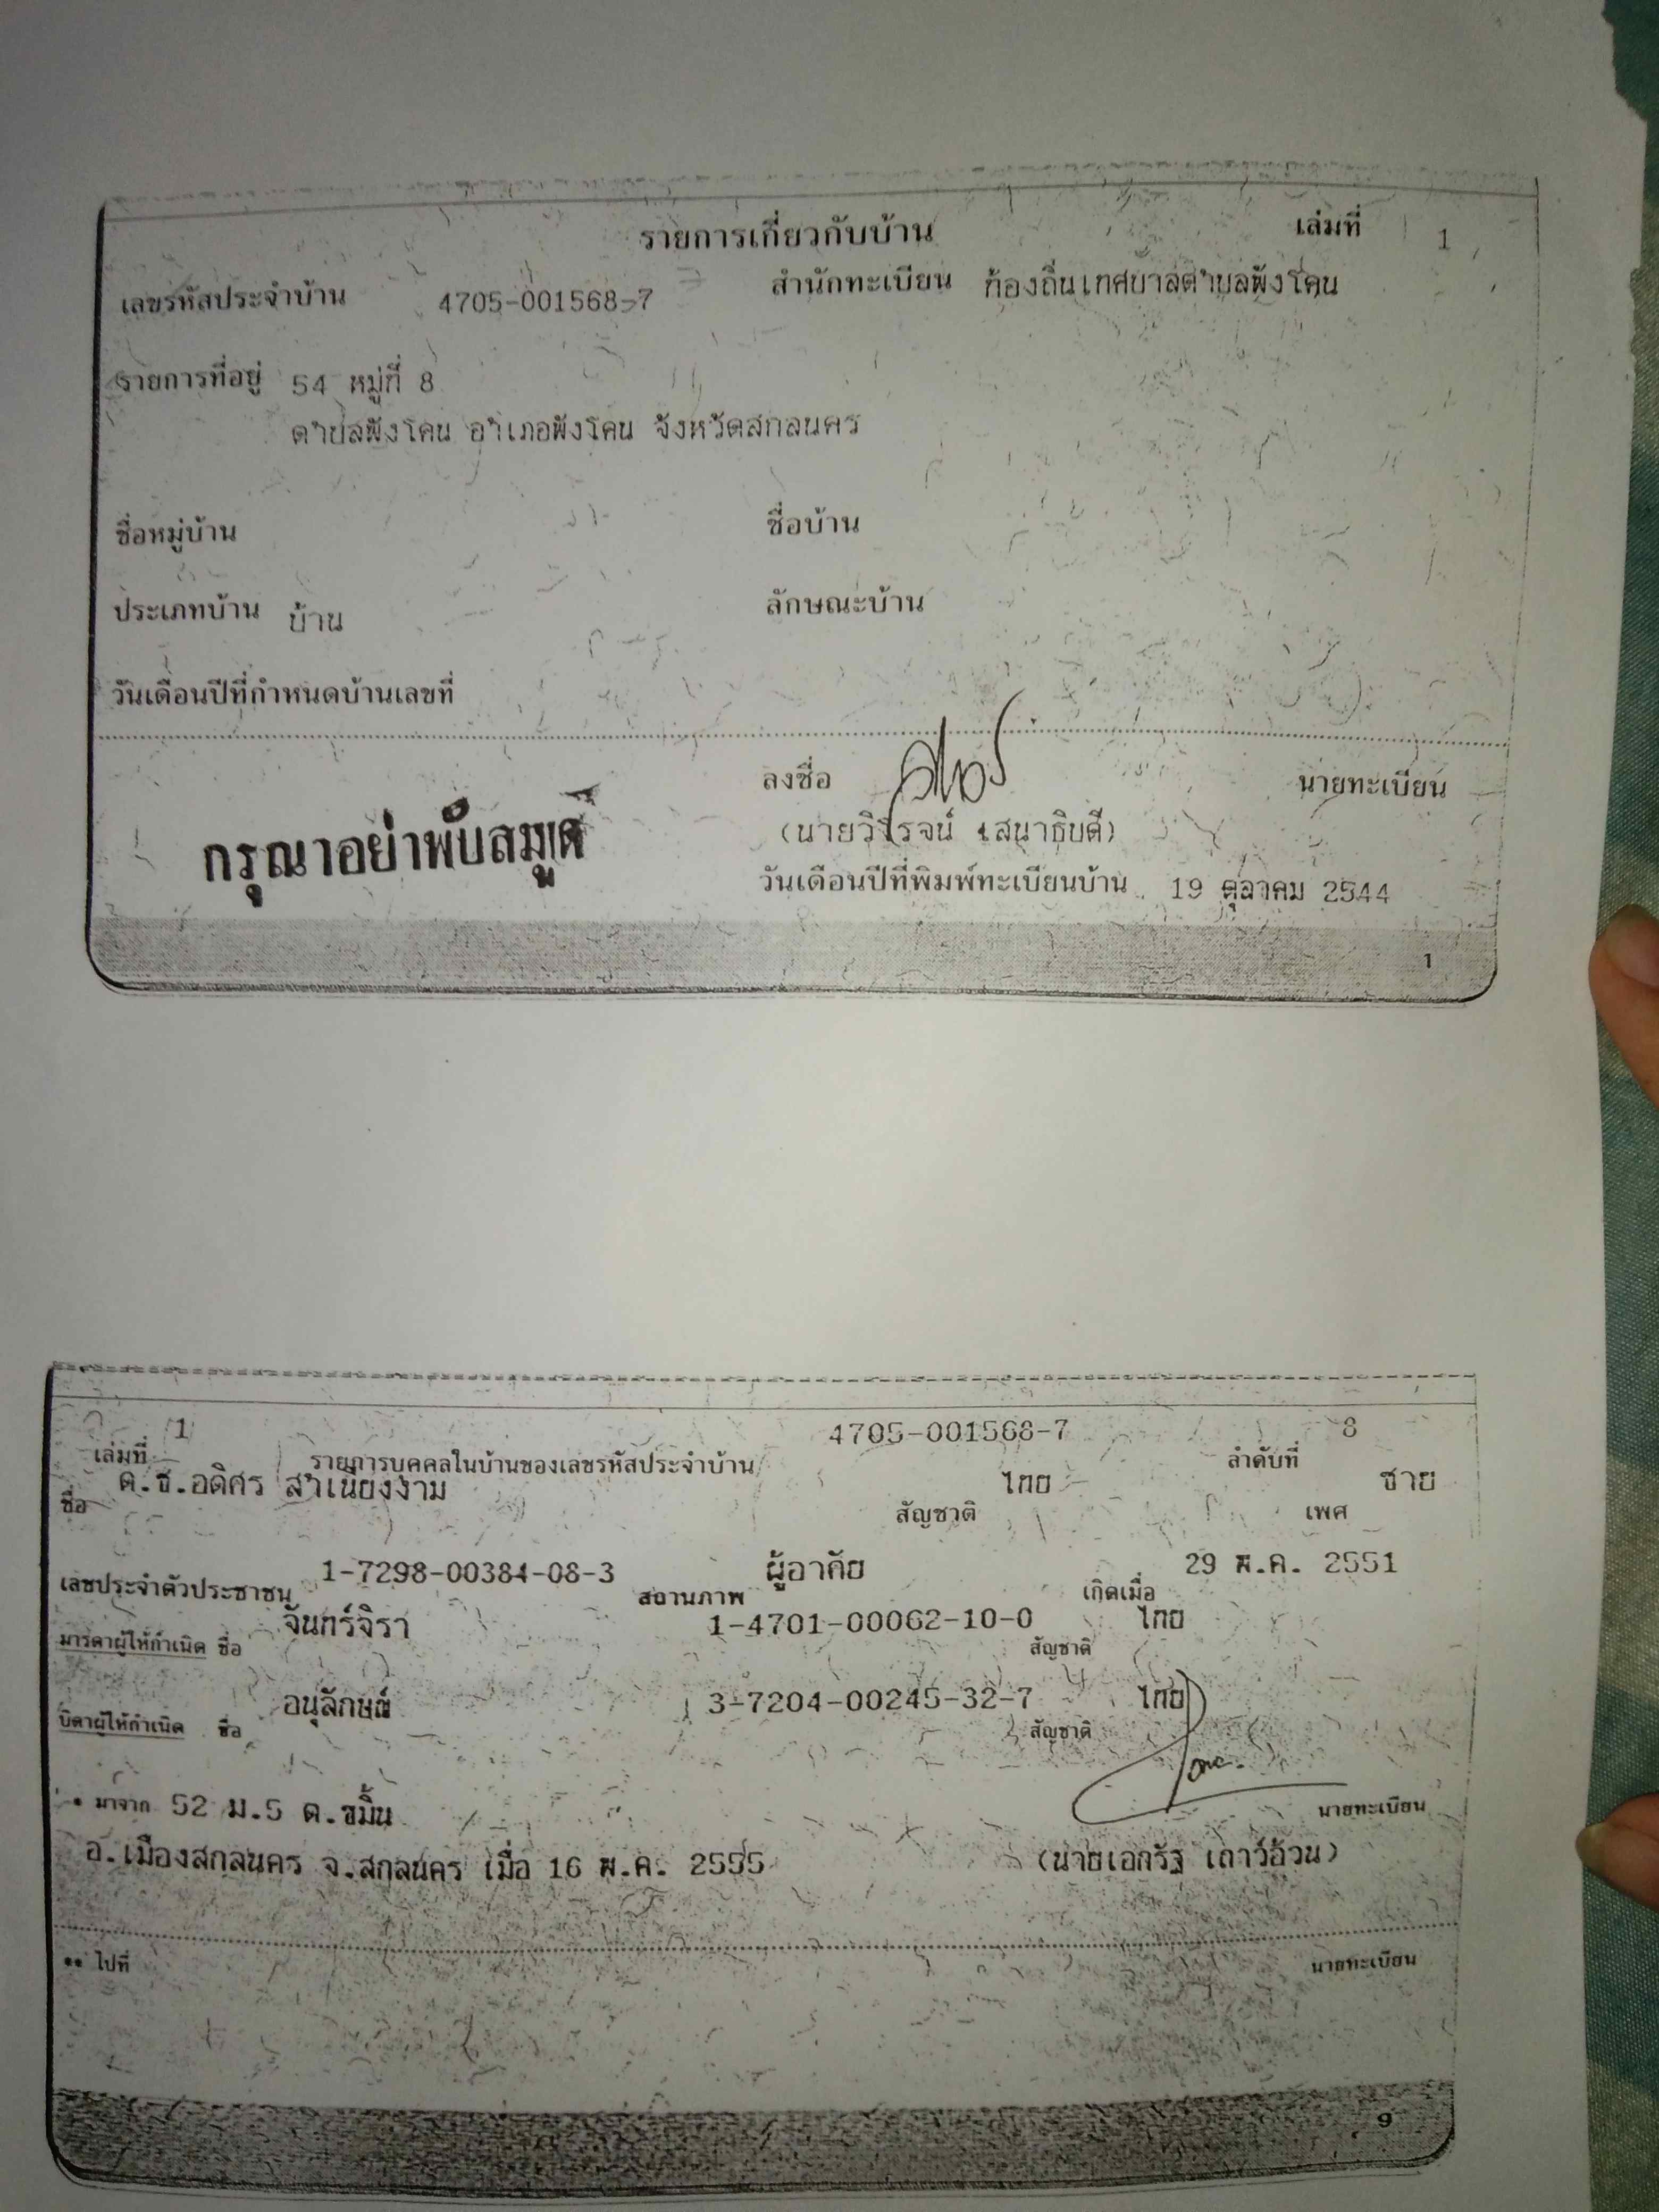 รายการเกี่ยวกับบ้าน เล่มที่ 1
เลขรหัสประจำบ้าน 4705-001568-7 สำนักทะเบียน ท้องถิ่นเทศบาลตำบลพังโคน
รายการที่อยู่ 54 หมู่ที่ 8
ตำบลพังโคน อำเภอพังโคน จังหวัดสกลนคร
ชื่อหมู่บ้าน ชื่อบ้าน
ประเภทบ้าน บ้าน ลักษณะบ้าน
วันเดือนปีที่กำหนดบ้านเลขที่
ลงชื่อ นายทะเบียน
กรุณาอย่าพับสมุด (นายวิโรจน์ เสนาธิบดี)
วันเดือนปีที่พิมพ์ทะเบียนบ้าน 19 ตุลาคม 2544
1
เล่มที่ 1 รายการบุคคลในบ้านของเลขรหัสประจำบ้าน 4705-001568-7 ลำดับที่ 8
ชื่อ ด.ช.อดิศร สำเนียงงาม สัญชาติ ไทย เพศ ชาย
เลขประจำตัวประชาชน 1-7298-00384-08-3 สถานภาพ ผู้อาศัย เกิดเมื่อ 29 พ.ค. 2551
มารดาผู้ให้กำเนิด ชื่อ จันทร์จิรา 1-4701-00062-10-0 สัญชาติ ไทย
บิดาผู้ให้กำเนิด ชื่อ อนุลักษณ์ 3-7204-00245-32-7 สัญชาติ ไทย
* มาจาก 52 ม.5 ต.ขมิ้น นายทะเบียน
อ.เมืองสกลนคร จ.สกลนคร เมื่อ 16 พ.ค. 2555 (นายเอกรัฐ เถาว์อ้วน)
** ไปที่ นายทะเบียน
9